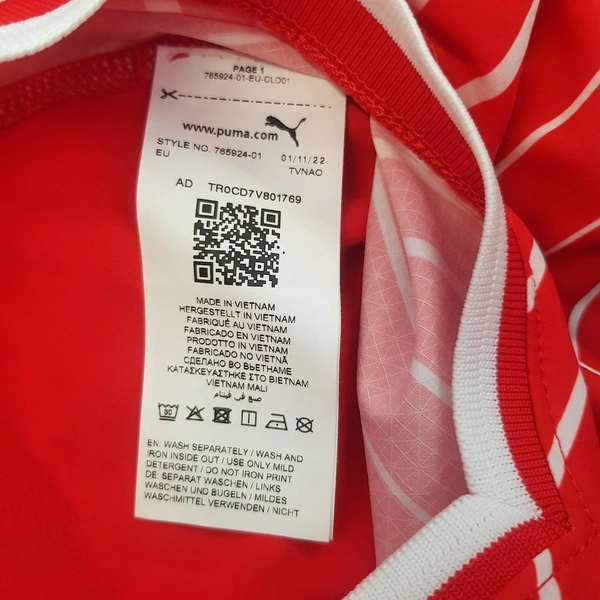 PAGE 1
765924-01-EU-CLD01
www.puma.com
STYLE NO. 765924-01 01/11/22
EU TVNAO
AD TR0CD7V801769
MADE IN VIETNAM
HERGESTELLT IN VIETNAM
FABRIQUÉ AU VIETNAM
FABRICADO EN VIETNAM
PRODOTTO IN VIETNAM
FABRICADO NO VIETNÃ
СДЕЛАНО ВО ВЬЕТНАМЕ
ΚΑΤΑΣΚΕΥΑΣΤΗΚΕ ΣΤΟ ΒΙΕΤΝΑΜ
VİETNAM MALI
صنع في فيتنام
30
EN: WASH SEPARATELY / WASH AND
IRON INSIDE OUT / USE ONLY MILD
DETERGENT / DO NOT IRON PRINT
DE: SEPARAT WASCHEN / LINKS
WASCHEN UND BUGELN / MILDES
WASCHMITTEL VERWENDEN / NICHT